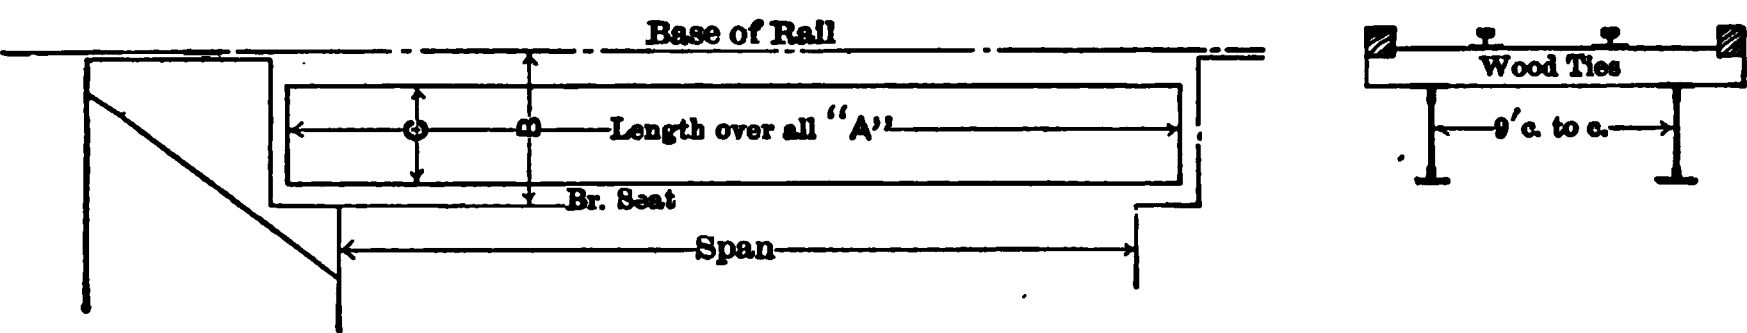 Base of Rail
Wood Ties
C
B
Length over all "A"
9'c. to c.
Br. Seat
Span